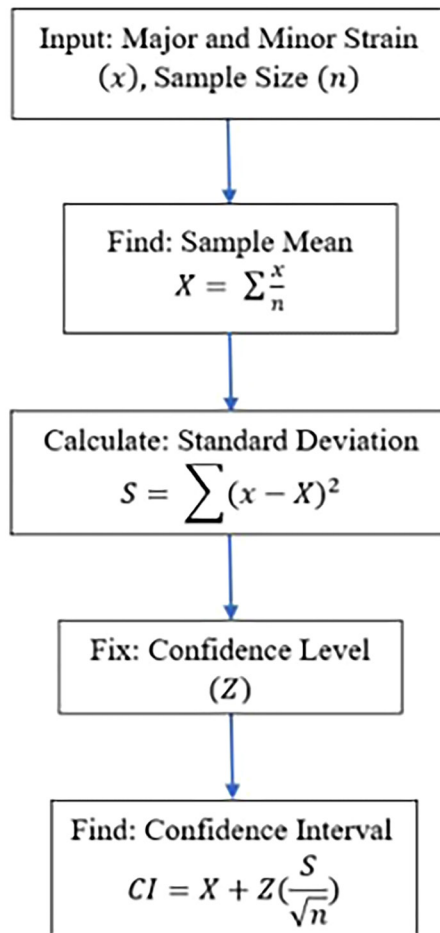 Input: Major and Minor Strain
(x), Sample Size (n)
Find: Sample Mean
X = Σ x/n
Calculate: Standard Deviation
S = ∑(x − X)²
Fix: Confidence Level
(Z)
Find: Confidence Interval
CI = X + Z(S/√n)